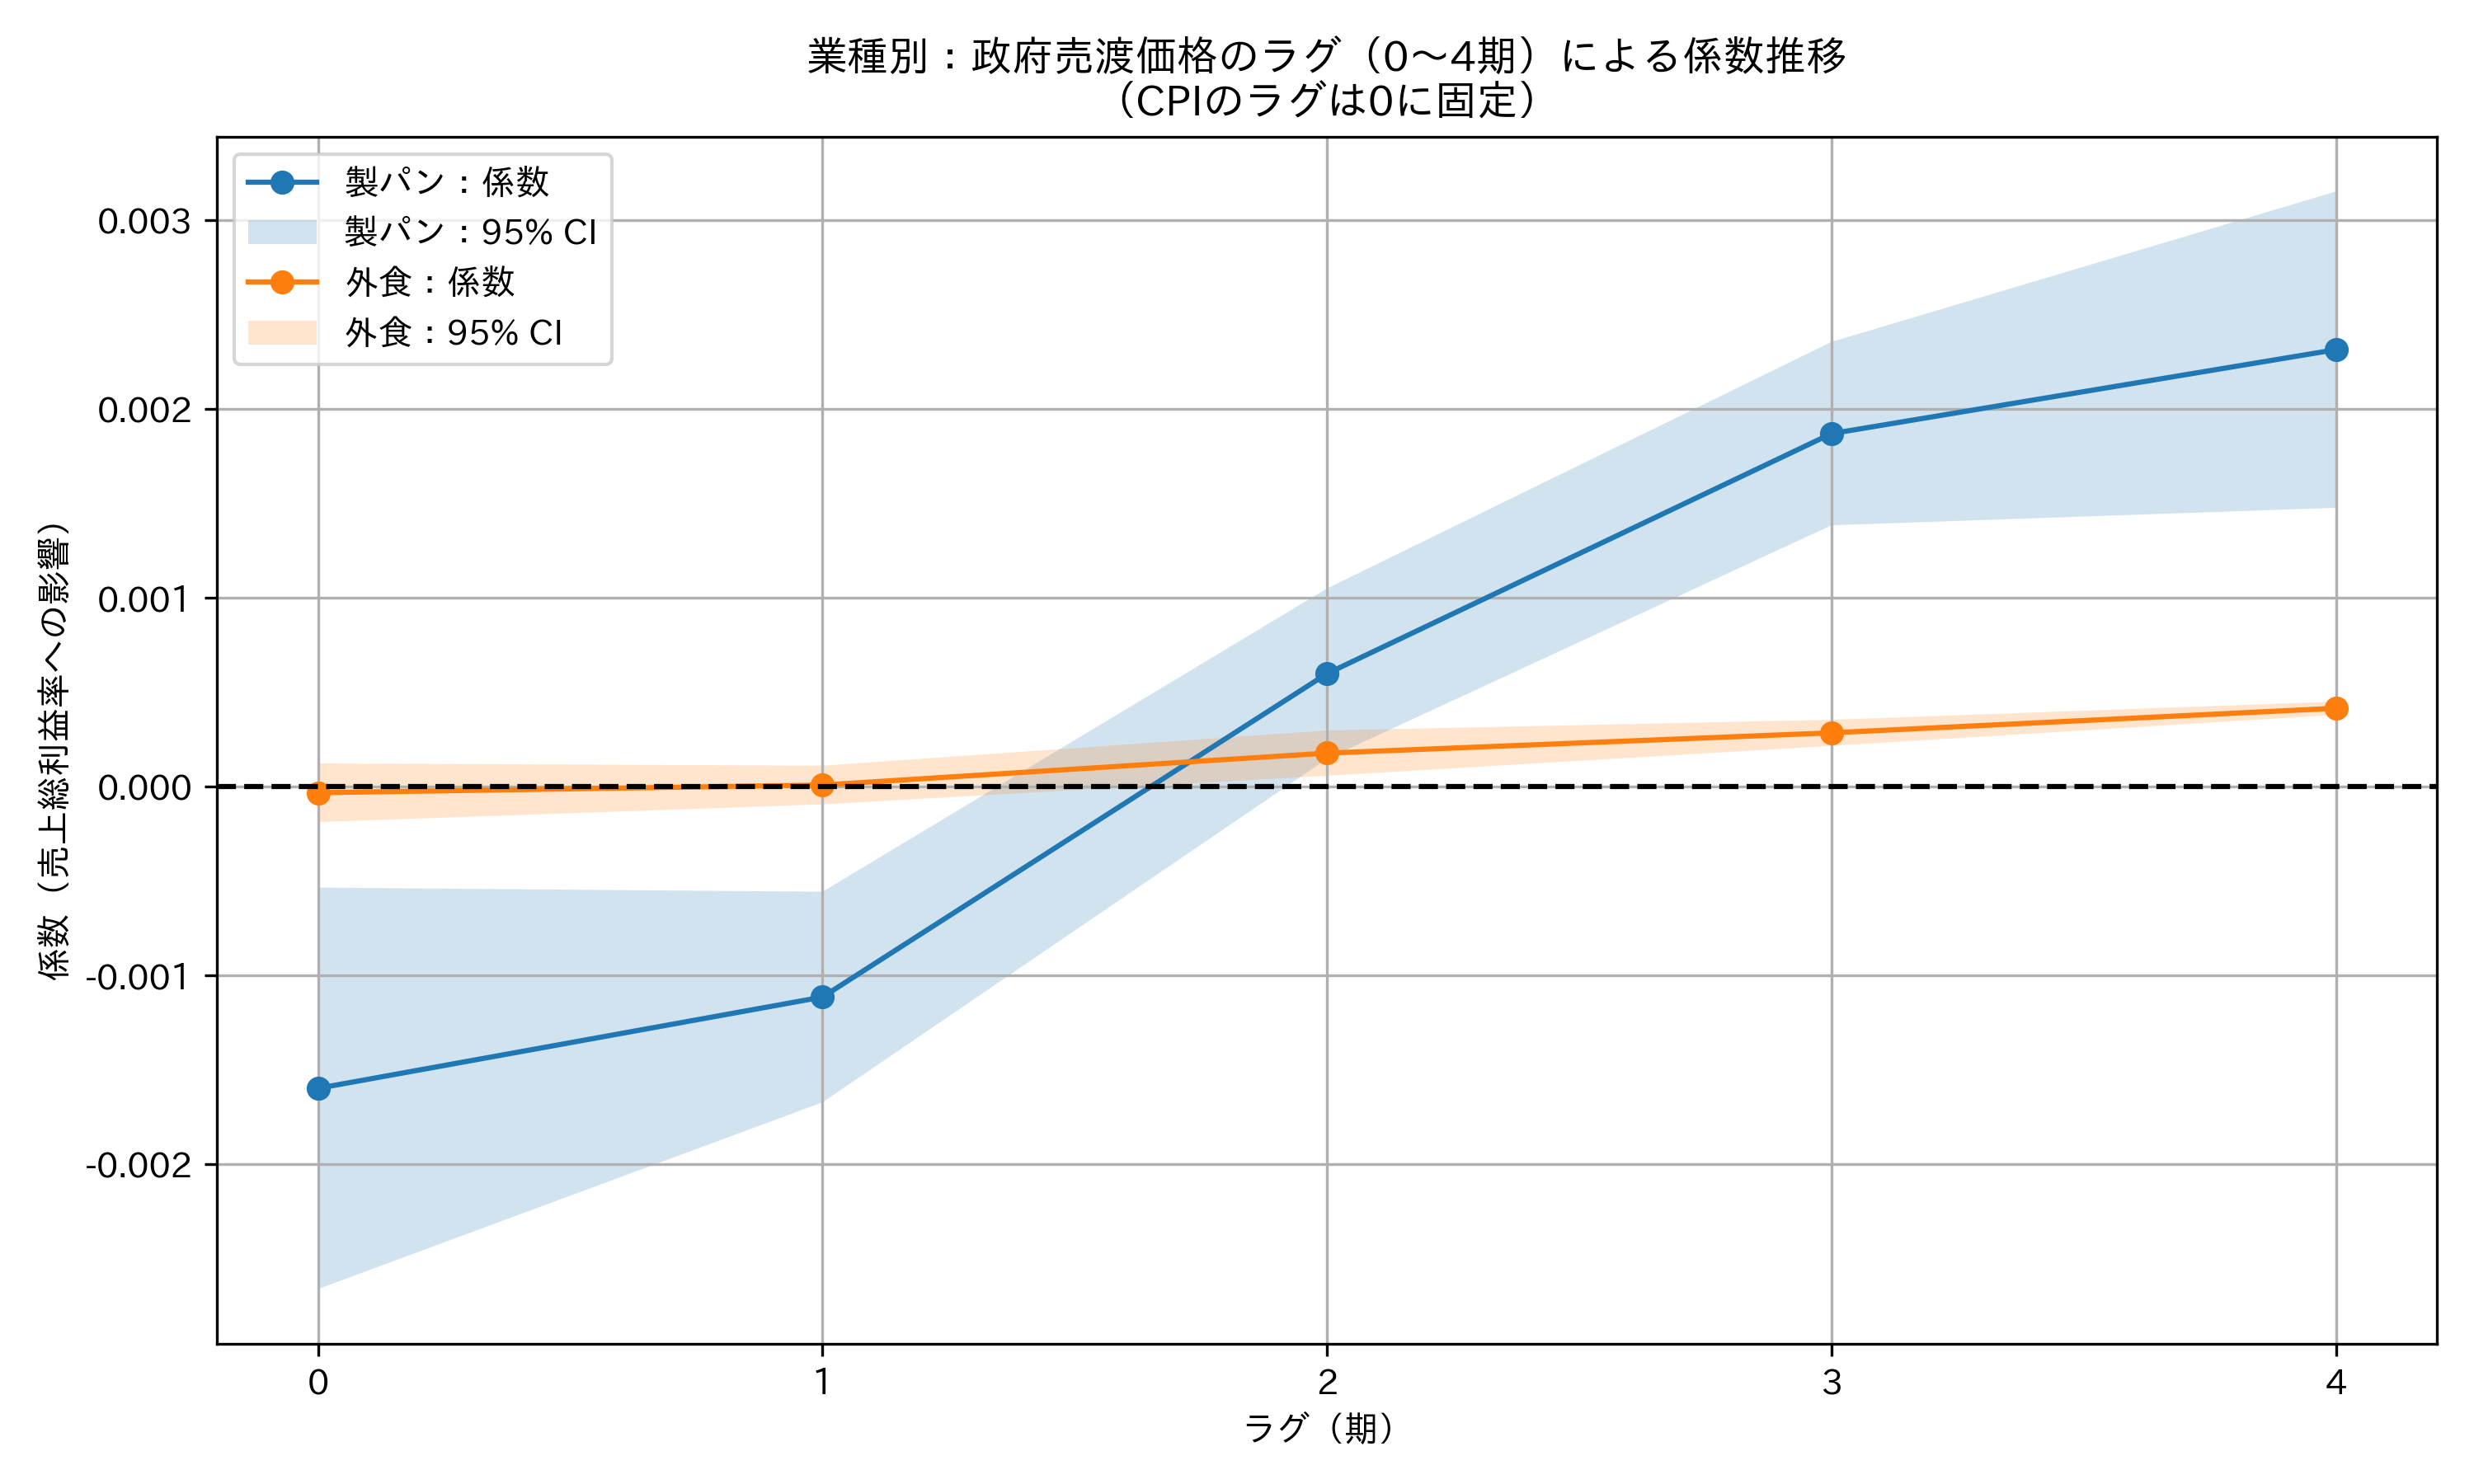 業種別：政府売渡価格のラグ（0～4期）による係数推移
（CPIのラグは0に固定）
製パン：係数
製パン：95% CI
外食：係数
外食：95% CI
係数（売上総利益率への影響）
0.003
0.002
0.001
0.000
-0.001
-0.002
0
1
2
3
4
ラグ（期）